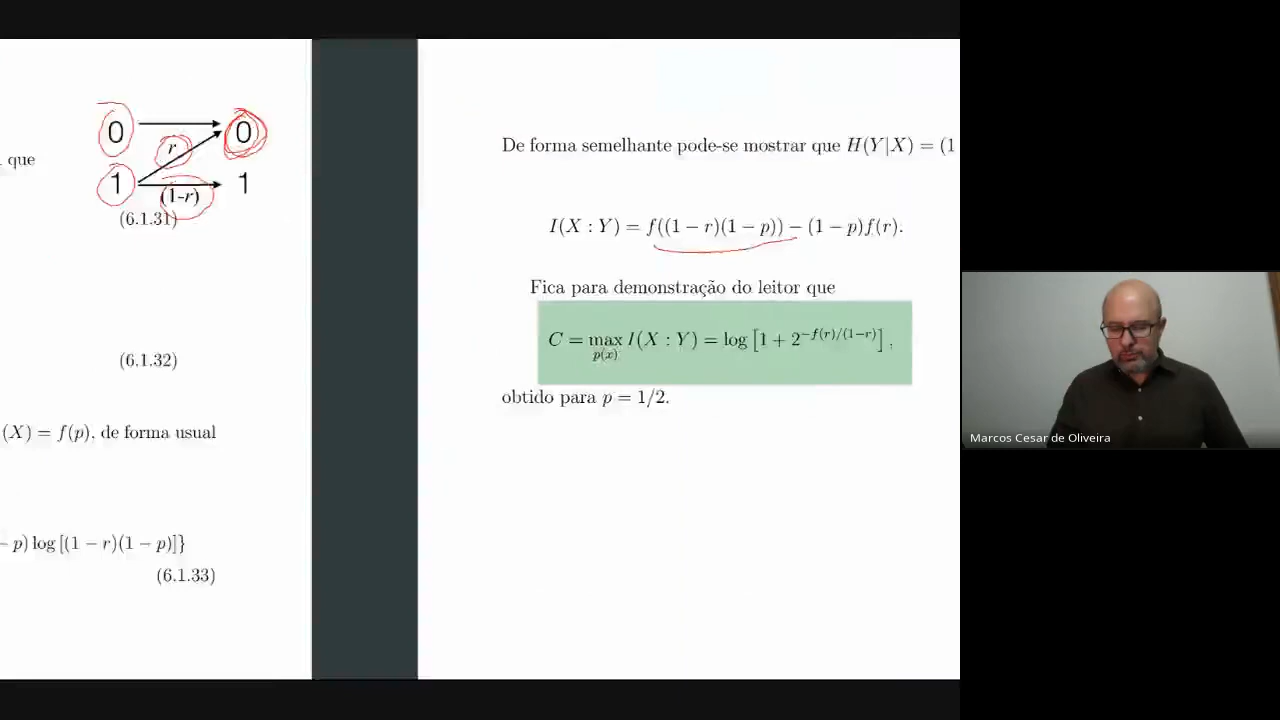 0 0
r
, que
1 1
(1-r)
(6.1.31)
(6.1.32)
(X) = f(p), de forma usual
− p) log [(1 − r)(1 − p)]}
(6.1.33)
De forma semelhante pode-se mostrar que H(Y|X) = (1
I(X : Y) = f((1 − r)(1 − p)) − (1 − p)f(r).
Fica para demonstração do leitor que
C = max I(X : Y) = log [1 + 2^{−f(r)/(1−r)}] ,
p(x)
obtido para p = 1/2.
Marcos Cesar de Oliveira